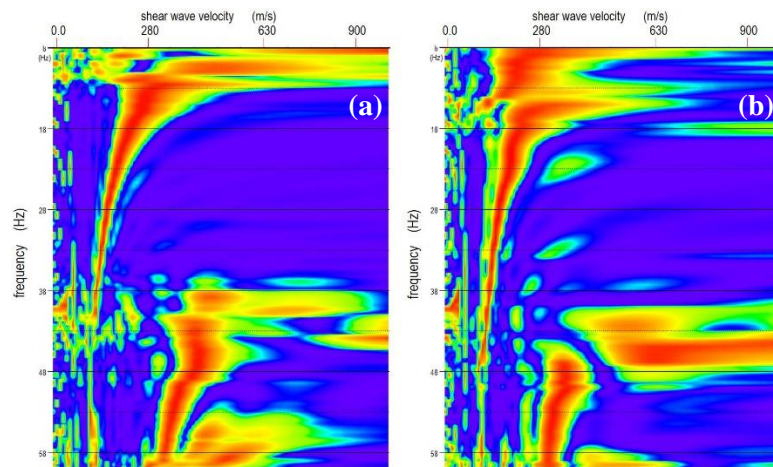 shear wave velocity (m/s)
0.0 280 630 900
(Hz)
18
28
38
48
58
frequency (Hz)
(a)
shear wave velocity (m/s)
0.0 280 630 900
(Hz)
18
28
38
48
58
frequency (Hz)
(b)